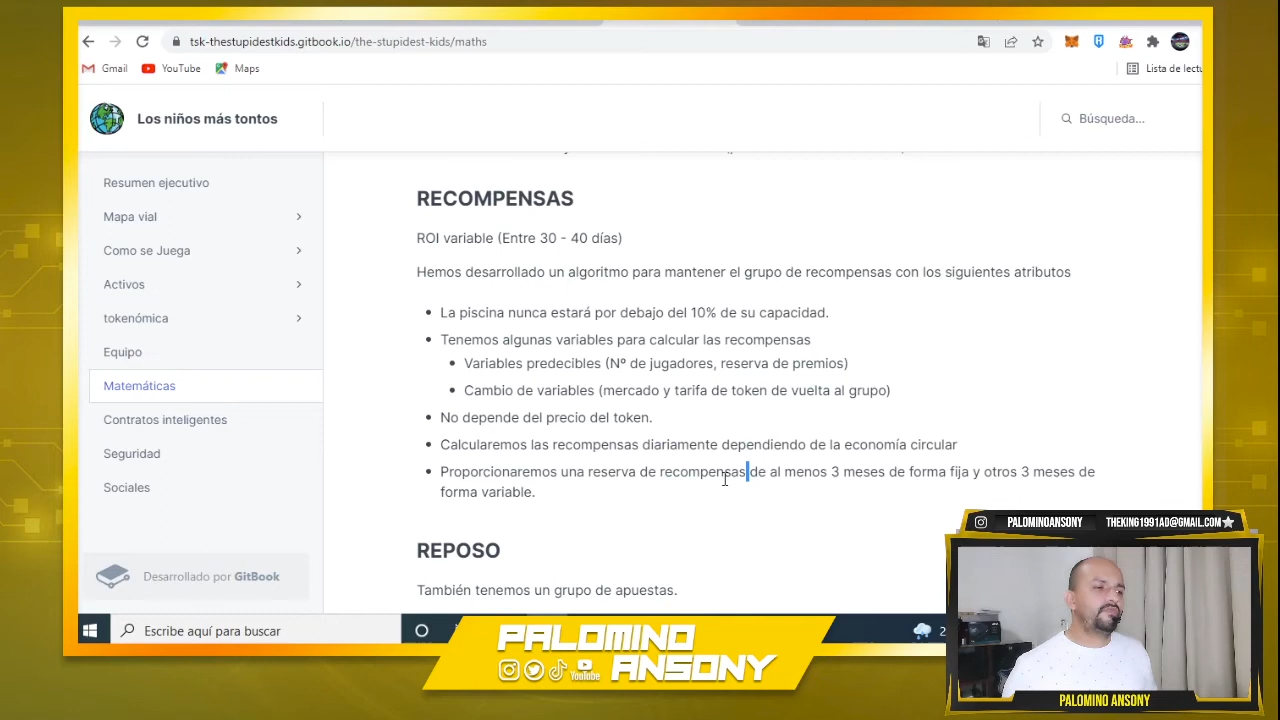 tsk-thestupidestkids.gitbook.io/the-stupidest-kids/maths
Gmail YouTube Maps
Lista de lectu
Los niños más tontos
Búsqueda...
Resumen ejecutivo
Mapa vial
Como se Juega
Activos
tokenómica
Equipo
Matemáticas
Contratos inteligentes
Seguridad
Sociales
Desarrollado por GitBook
RECOMPENSAS
ROI variable (Entre 30 - 40 días)
Hemos desarrollado un algoritmo para mantener el grupo de recompensas con los siguientes atributos
La piscina nunca estará por debajo del 10% de su capacidad.
Tenemos algunas variables para calcular las recompensas
Variables predecibles (Nº de jugadores, reserva de premios)
Cambio de variables (mercado y tarifa de token de vuelta al grupo)
No depende del precio del token.
Calcularemos las recompensas diariamente dependiendo de la economía circular
Proporcionaremos una reserva de recompensas de al menos 3 meses de forma fija y otros 3 meses de
forma variable.
REPOSO
También tenemos un grupo de apuestas.
Escribe aquí para buscar
2
PALOMINO
ANSONY
YouTube
PALOMINOANSONY THEKING1991AD@GMAIL.COM
PALOMINO ANSONY